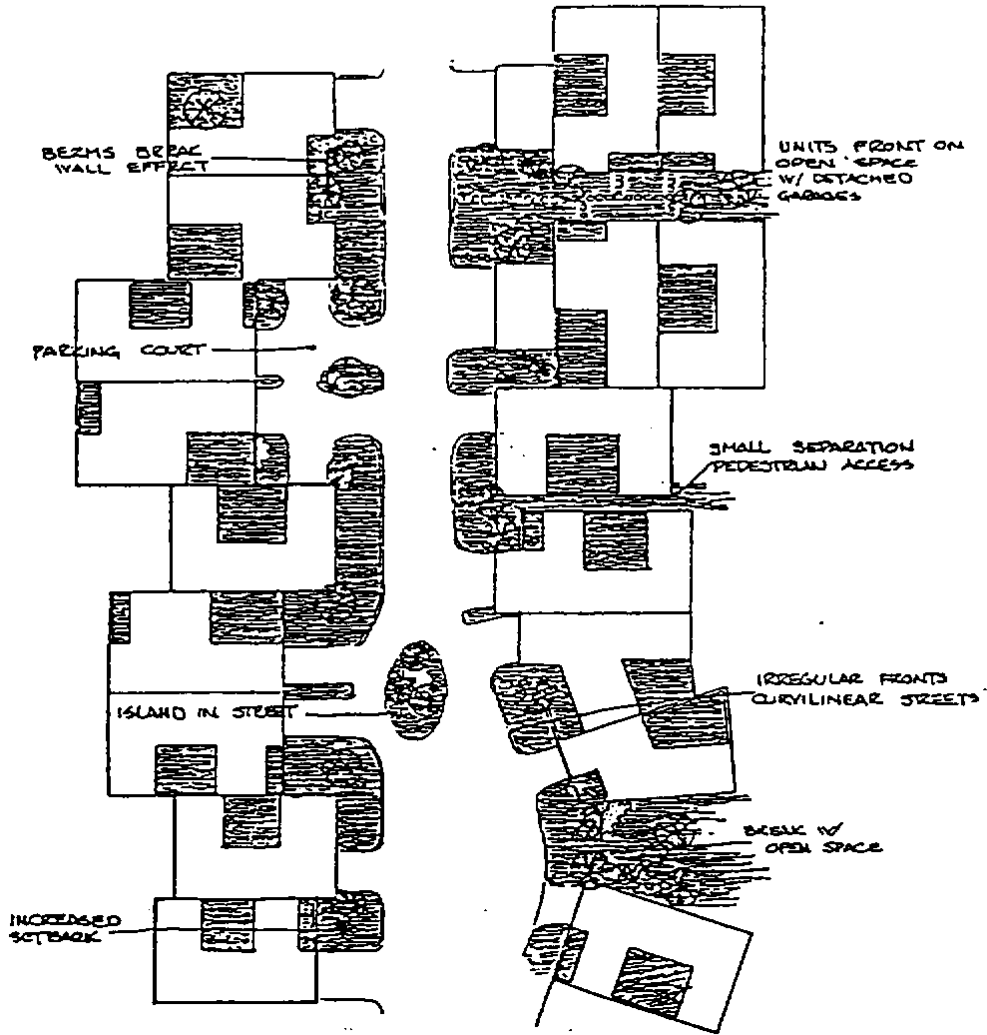 BERMS BREAK
WALL EFFECT
UNITS FRONT ON
OPEN SPACE
W/ DETACHED
GARAGES
PARKING COURT
SMALL SEPARATION
PEDESTRIAN ACCESS
ISLAND IN STREET
IRREGULAR FRONTS
CURVILINEAR STREETS
BREAK W/
OPEN SPACE
INCREASED
SETBACK